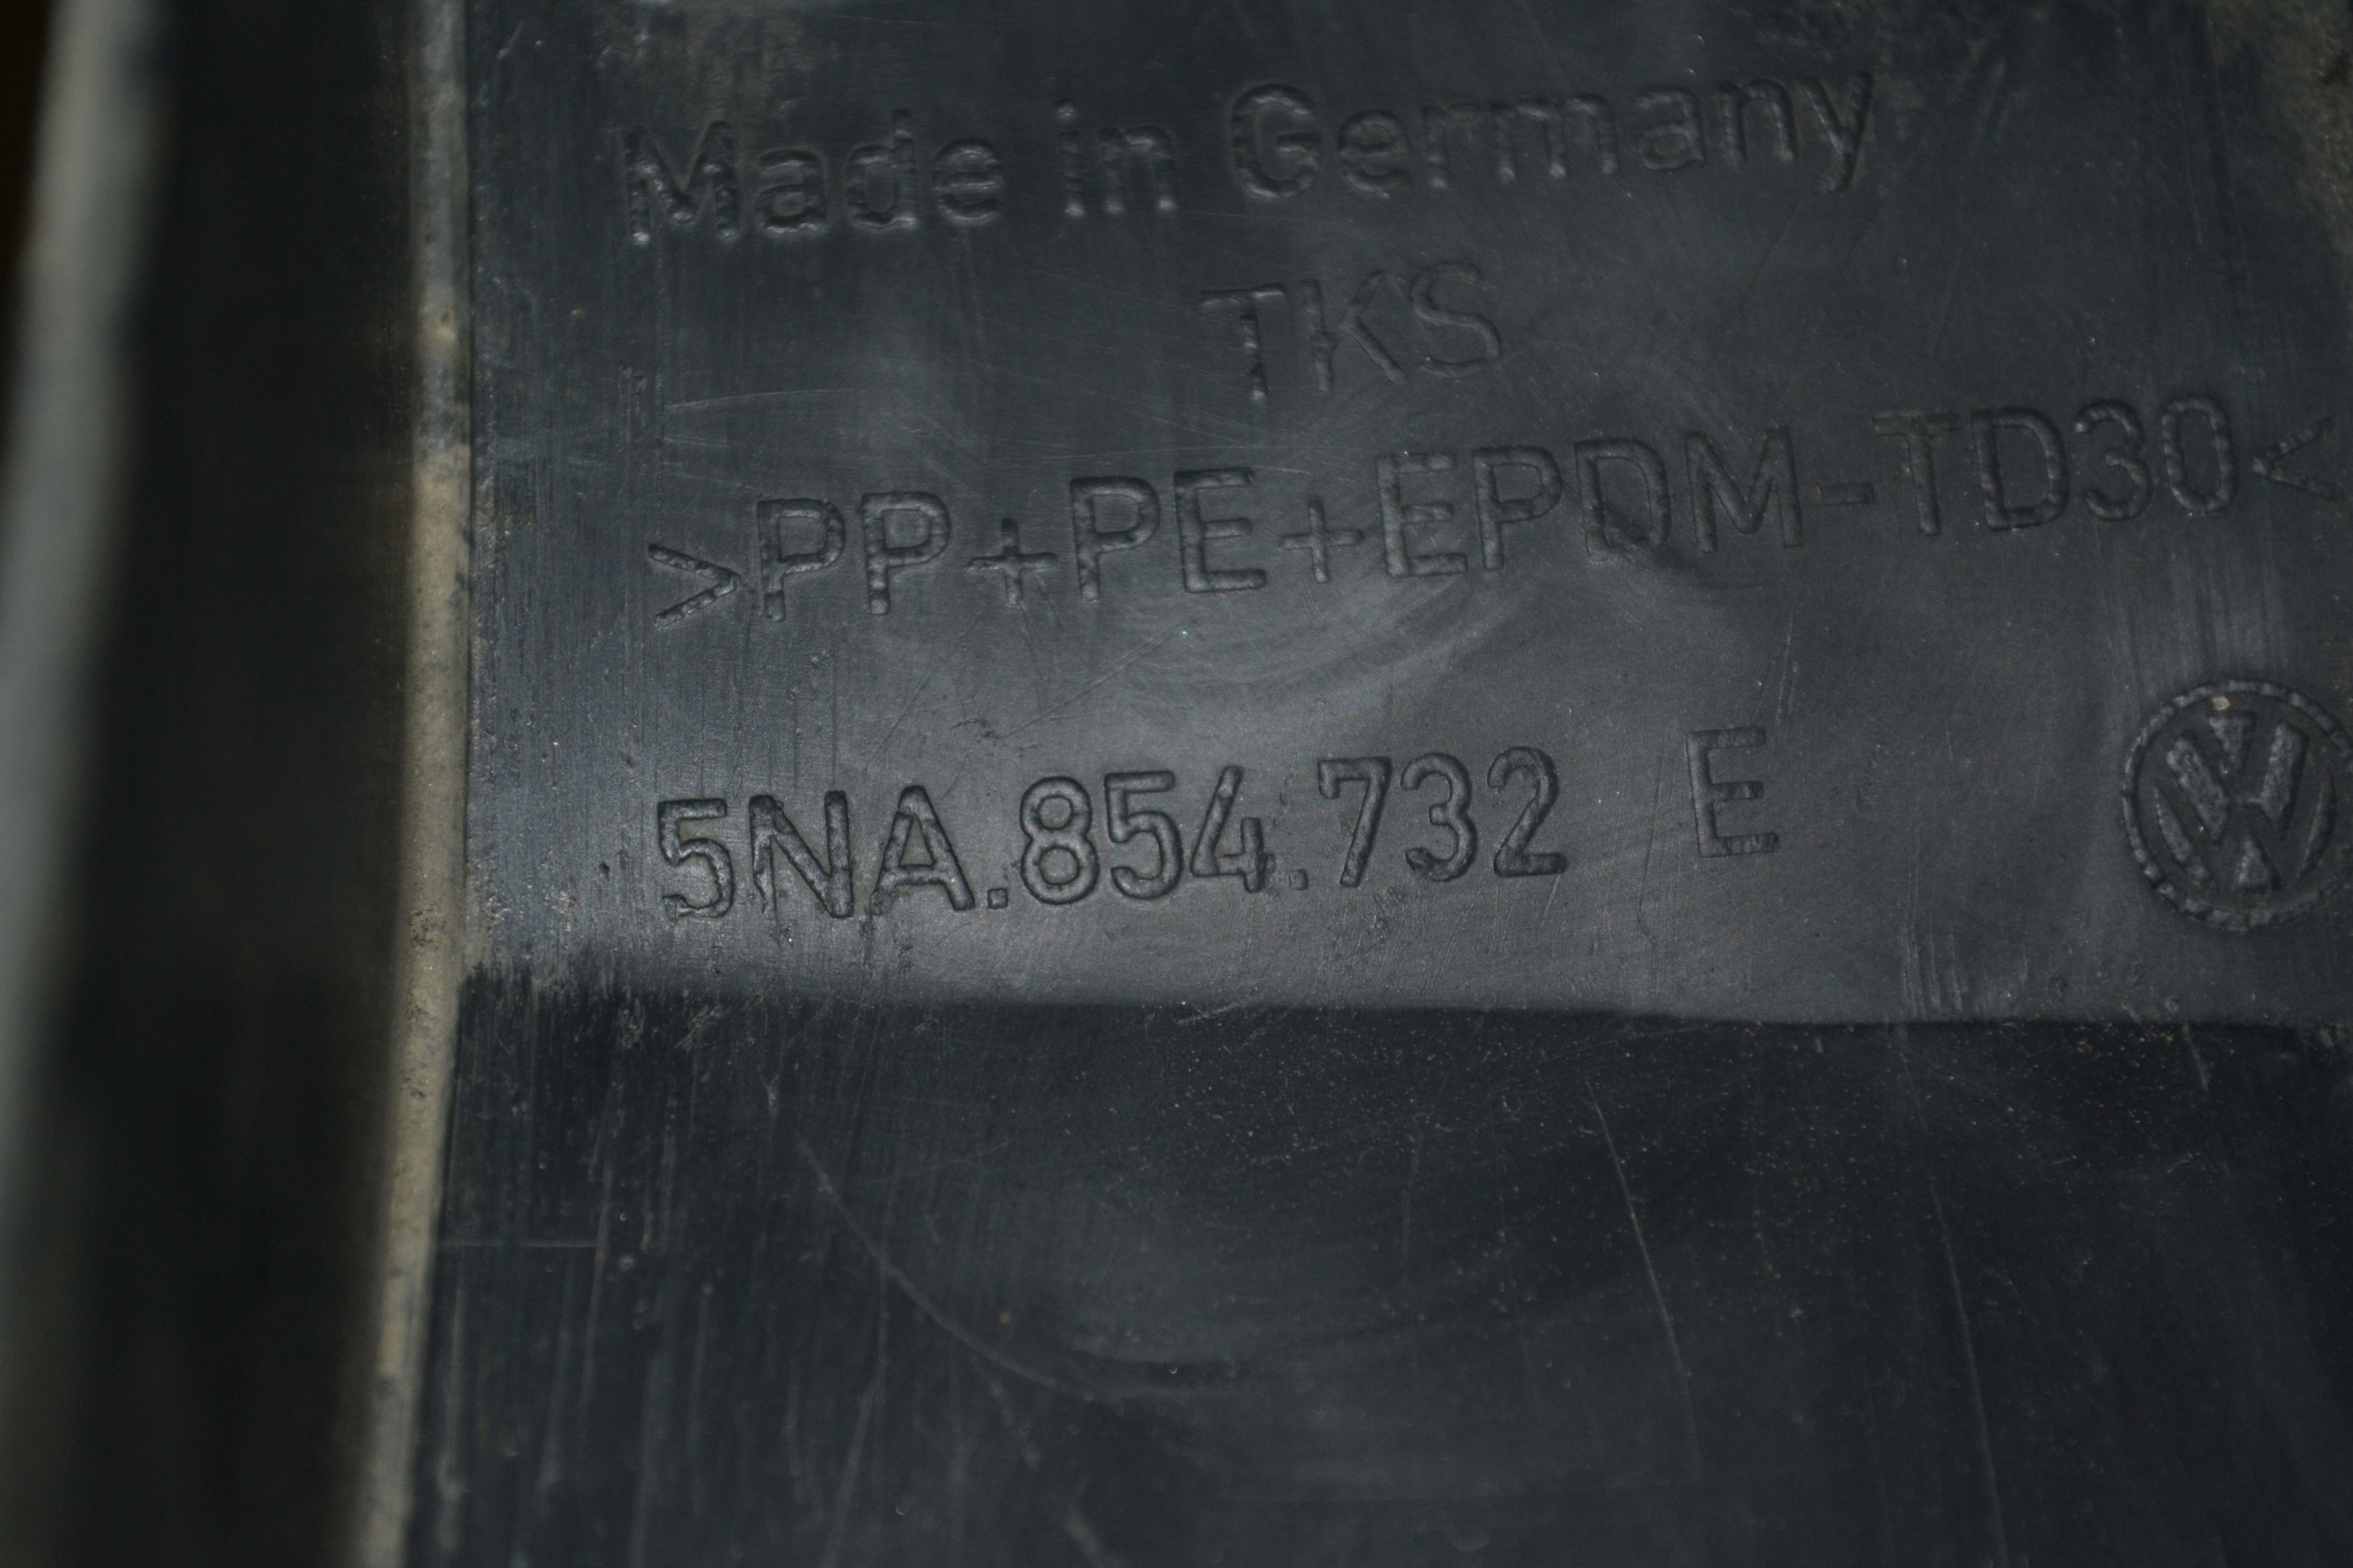 Made in Germany
TKS
>PP+PE+EPDM-TD30<
5NA.854.732 E